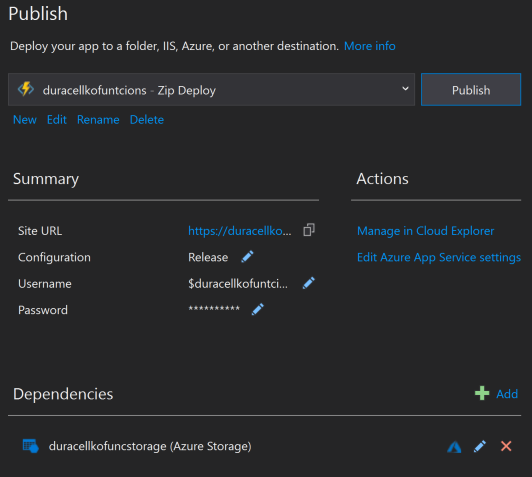 Publish
Deploy your app to a folder, IIS, Azure, or another destination. More info
duracellkofuntcions - Zip Deploy
Publish
New Edit Rename Delete
Summary
Actions
Site URL https://duracellko...
Manage in Cloud Explorer
Configuration Release
Edit Azure App Service settings
Username $duracellkofuntci...
Password **********
Dependencies
Add
duracellkofuncstorage (Azure Storage)